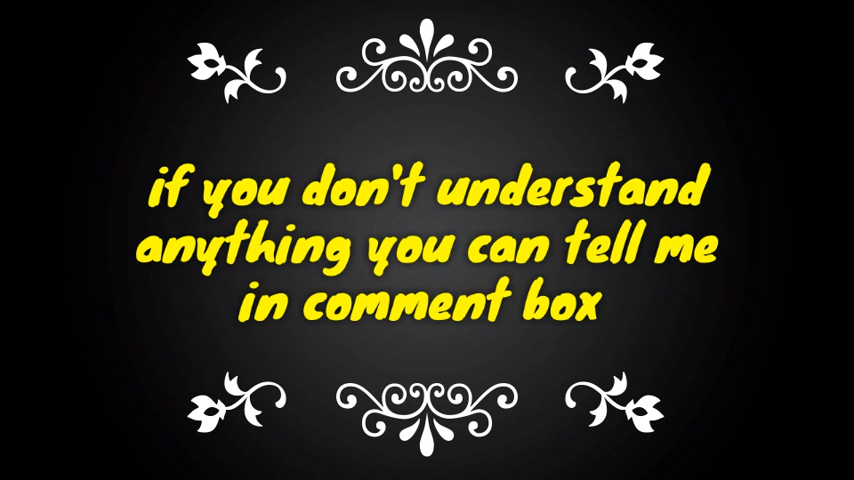 if you don't understand
anything you can tell me
in comment box